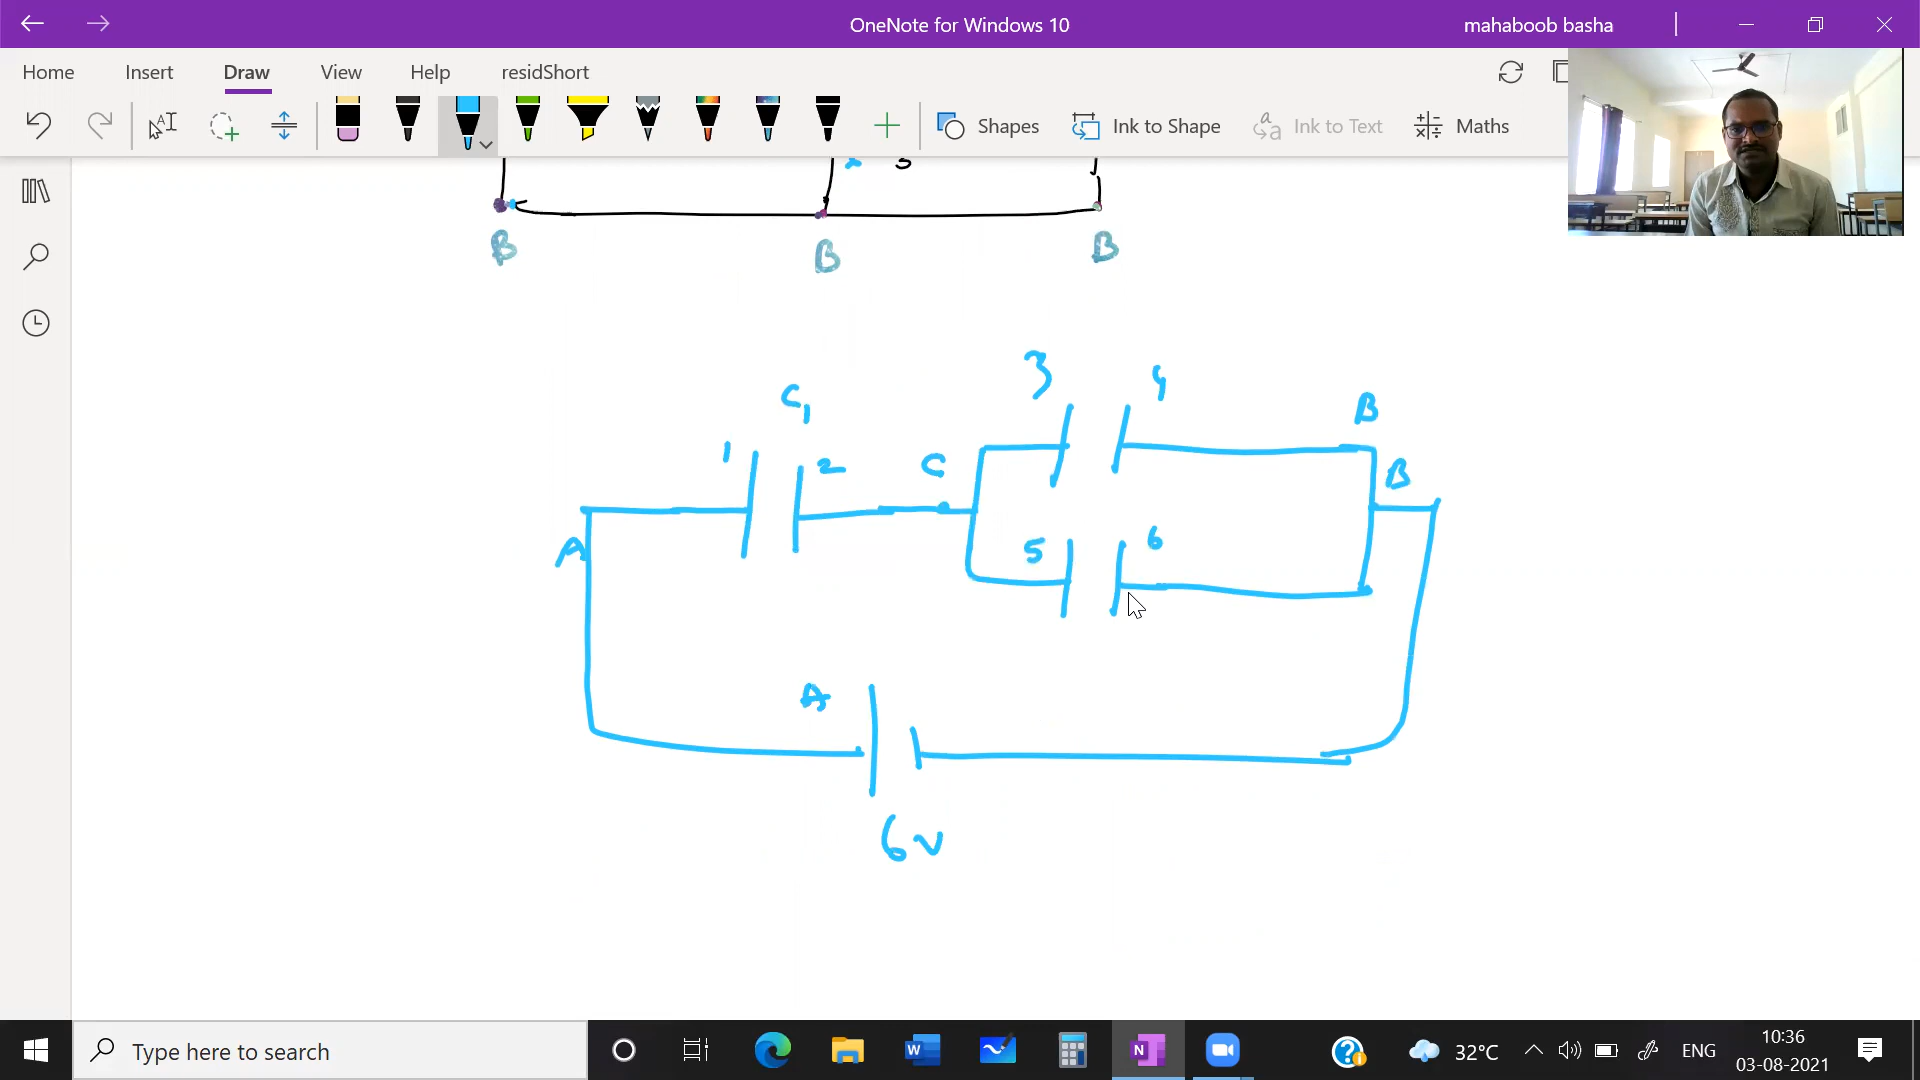 OneNote for Windows 10
mahaboob basha
Home Insert Draw View Help residShort
Shapes Ink to Shape Ink to Text Maths
B B B
3 4
C1 B
1 2 C B
A 5 6
A
6v
Type here to search
32°C ENG 10:36
03-08-2021